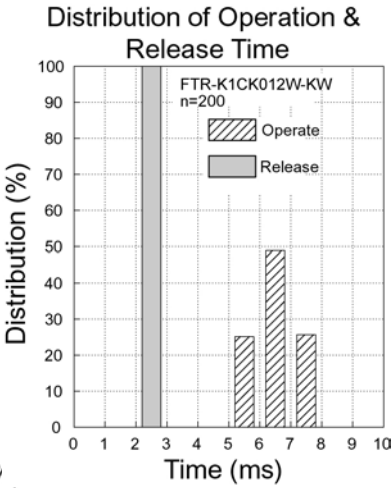 Distribution of Operation &
Release Time
FTR-K1CK012W-KW
n=200
Operate
Release
Distribution (%)
100
90
80
70
60
50
40
30
20
10
0
0 1 2 3 4 5 6 7 8 9 10
Time (ms)